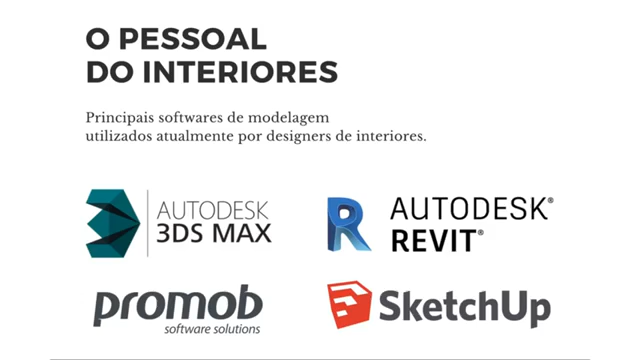 O PESSOAL
DO INTERIORES
Principais softwares de modelagem
utilizados atualmente por designers de interiores.
AUTODESK
3DS MAX
AUTODESK®
REVIT®
promob
software solutions
SketchUp